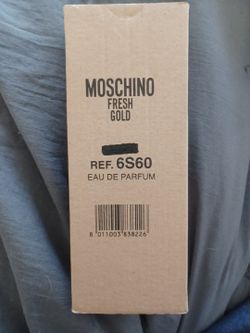 MOSCHINO
FRESH
GOLD
REF. 6S60
EAU DE PARFUM
8 011003 838226